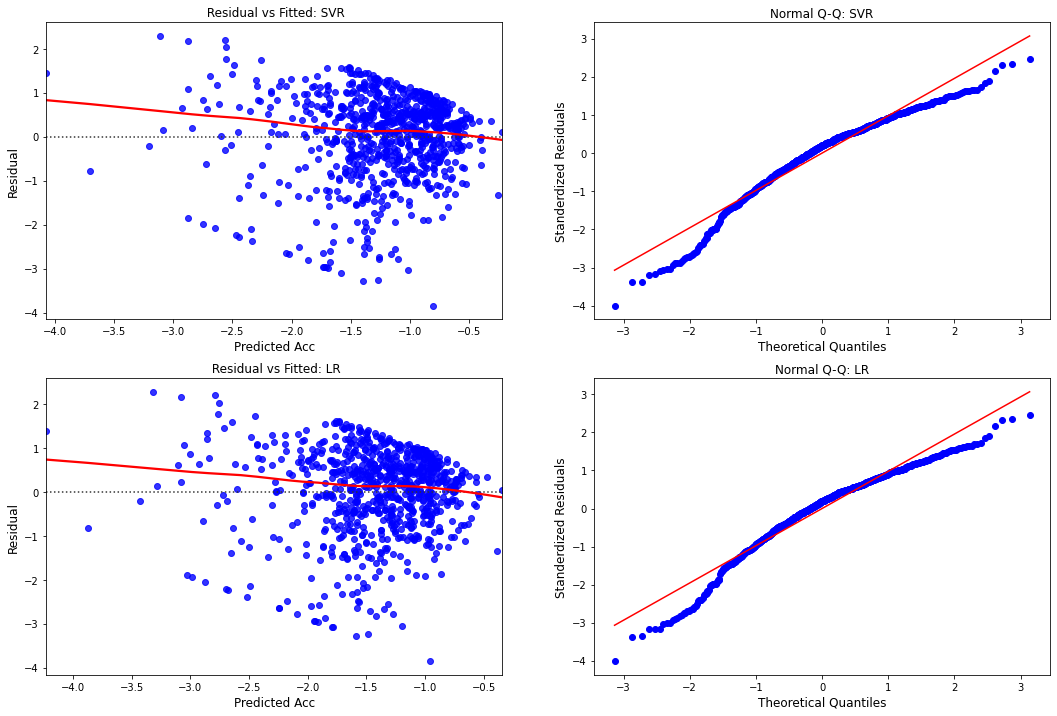 Residual vs Fitted: SVR
Residual
2
1
0
−1
−2
−3
−4
−4.0 −3.5 −3.0 −2.5 −2.0 −1.5 −1.0 −0.5
Predicted Acc
Normal Q-Q: SVR
Standerdized Residuals
3
2
1
0
−1
−2
−3
−4
−3 −2 −1 0 1 2 3
Theoretical Quantiles
Residual vs Fitted: LR
Residual
2
1
0
−1
−2
−3
−4
−4.0 −3.5 −3.0 −2.5 −2.0 −1.5 −1.0 −0.5
Predicted Acc
Normal Q-Q: LR
Standerdized Residuals
3
2
1
0
−1
−2
−3
−4
−3 −2 −1 0 1 2 3
Theoretical Quantiles